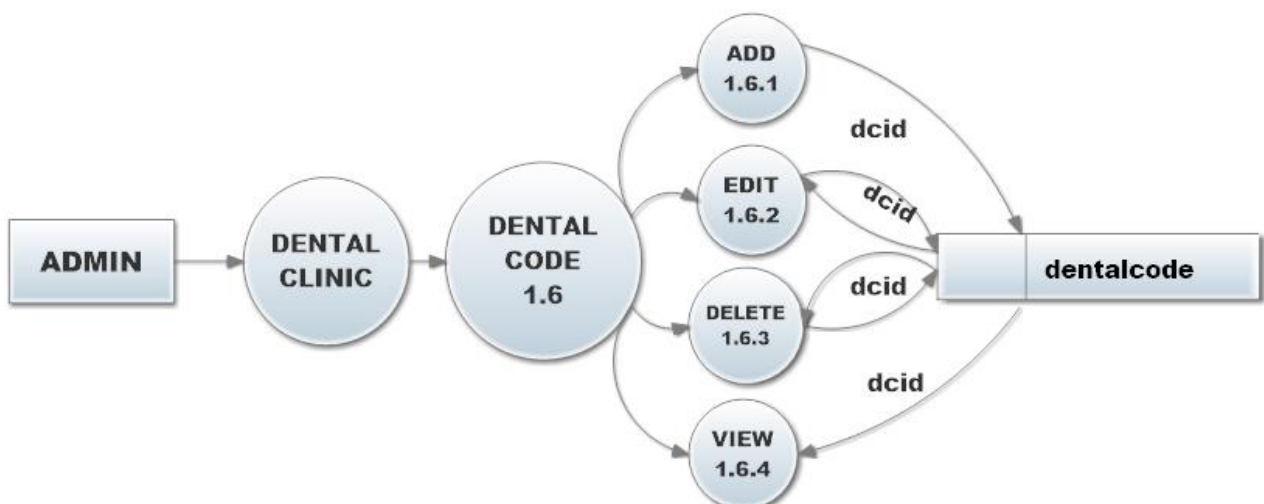 ADMIN
DENTAL
CLINIC
DENTAL
CODE
1.6
ADD
1.6.1
dcid
EDIT
1.6.2
dcid
DELETE
1.6.3
dcid
VIEW
1.6.4
dcid
dentalcode